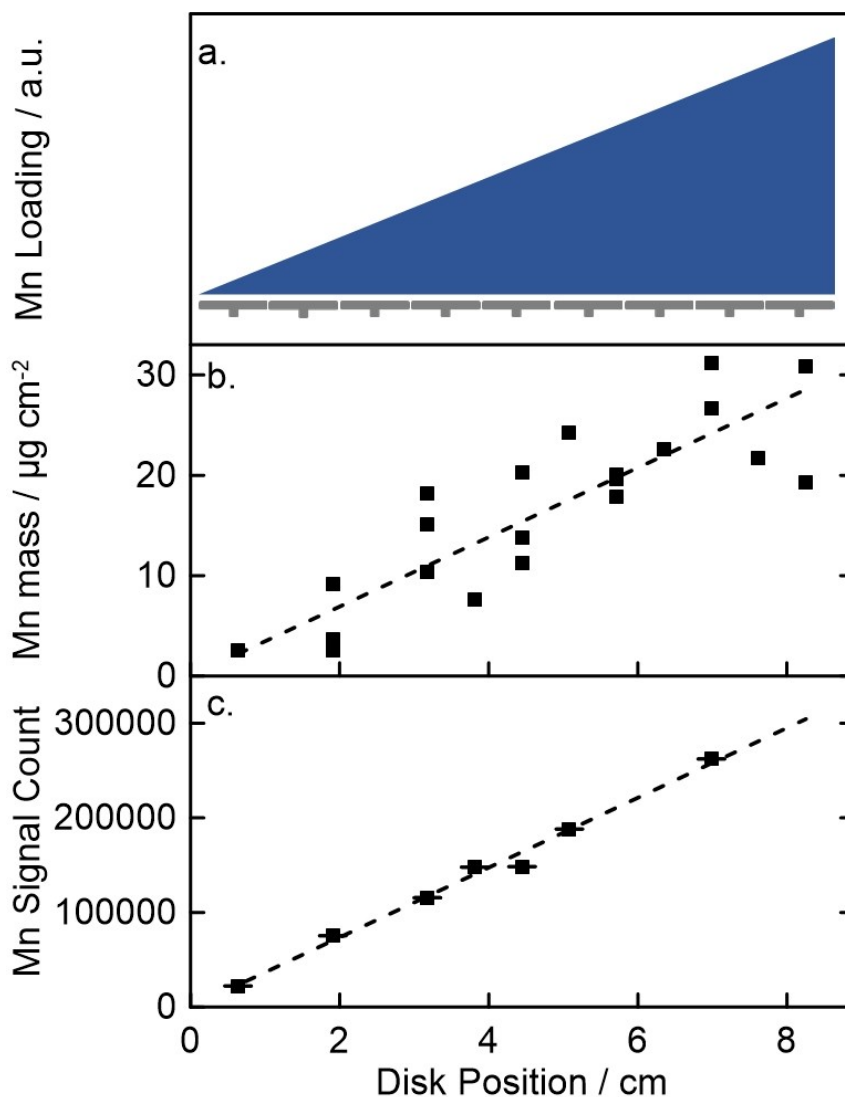 a.
Mn Loading / a.u.
b.
Mn mass / µg cm⁻²
30
20
10
0
c.
Mn Signal Count
300000
200000
100000
0
0 2 4 6 8
Disk Position / cm